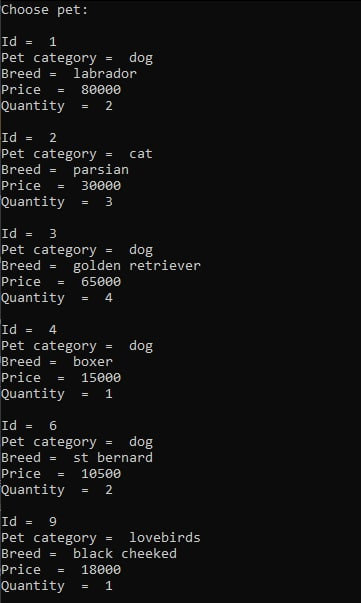 Choose pet:
Id =  1
Pet category =  dog
Breed =  labrador
Price  =  80000
Quantity  =  2
Id =  2
Pet category =  cat
Breed =  parsian
Price  =  30000
Quantity  =  3
Id =  3
Pet category =  dog
Breed =  golden retriever
Price  =  65000
Quantity  =  4
Id =  4
Pet category =  dog
Breed =  boxer
Price  =  15000
Quantity  =  1
Id =  6
Pet category =  dog
Breed =  st bernard
Price  =  10500
Quantity  =  2
Id =  9
Pet category =  lovebirds
Breed =  black cheeked
Price  =  18000
Quantity  =  1